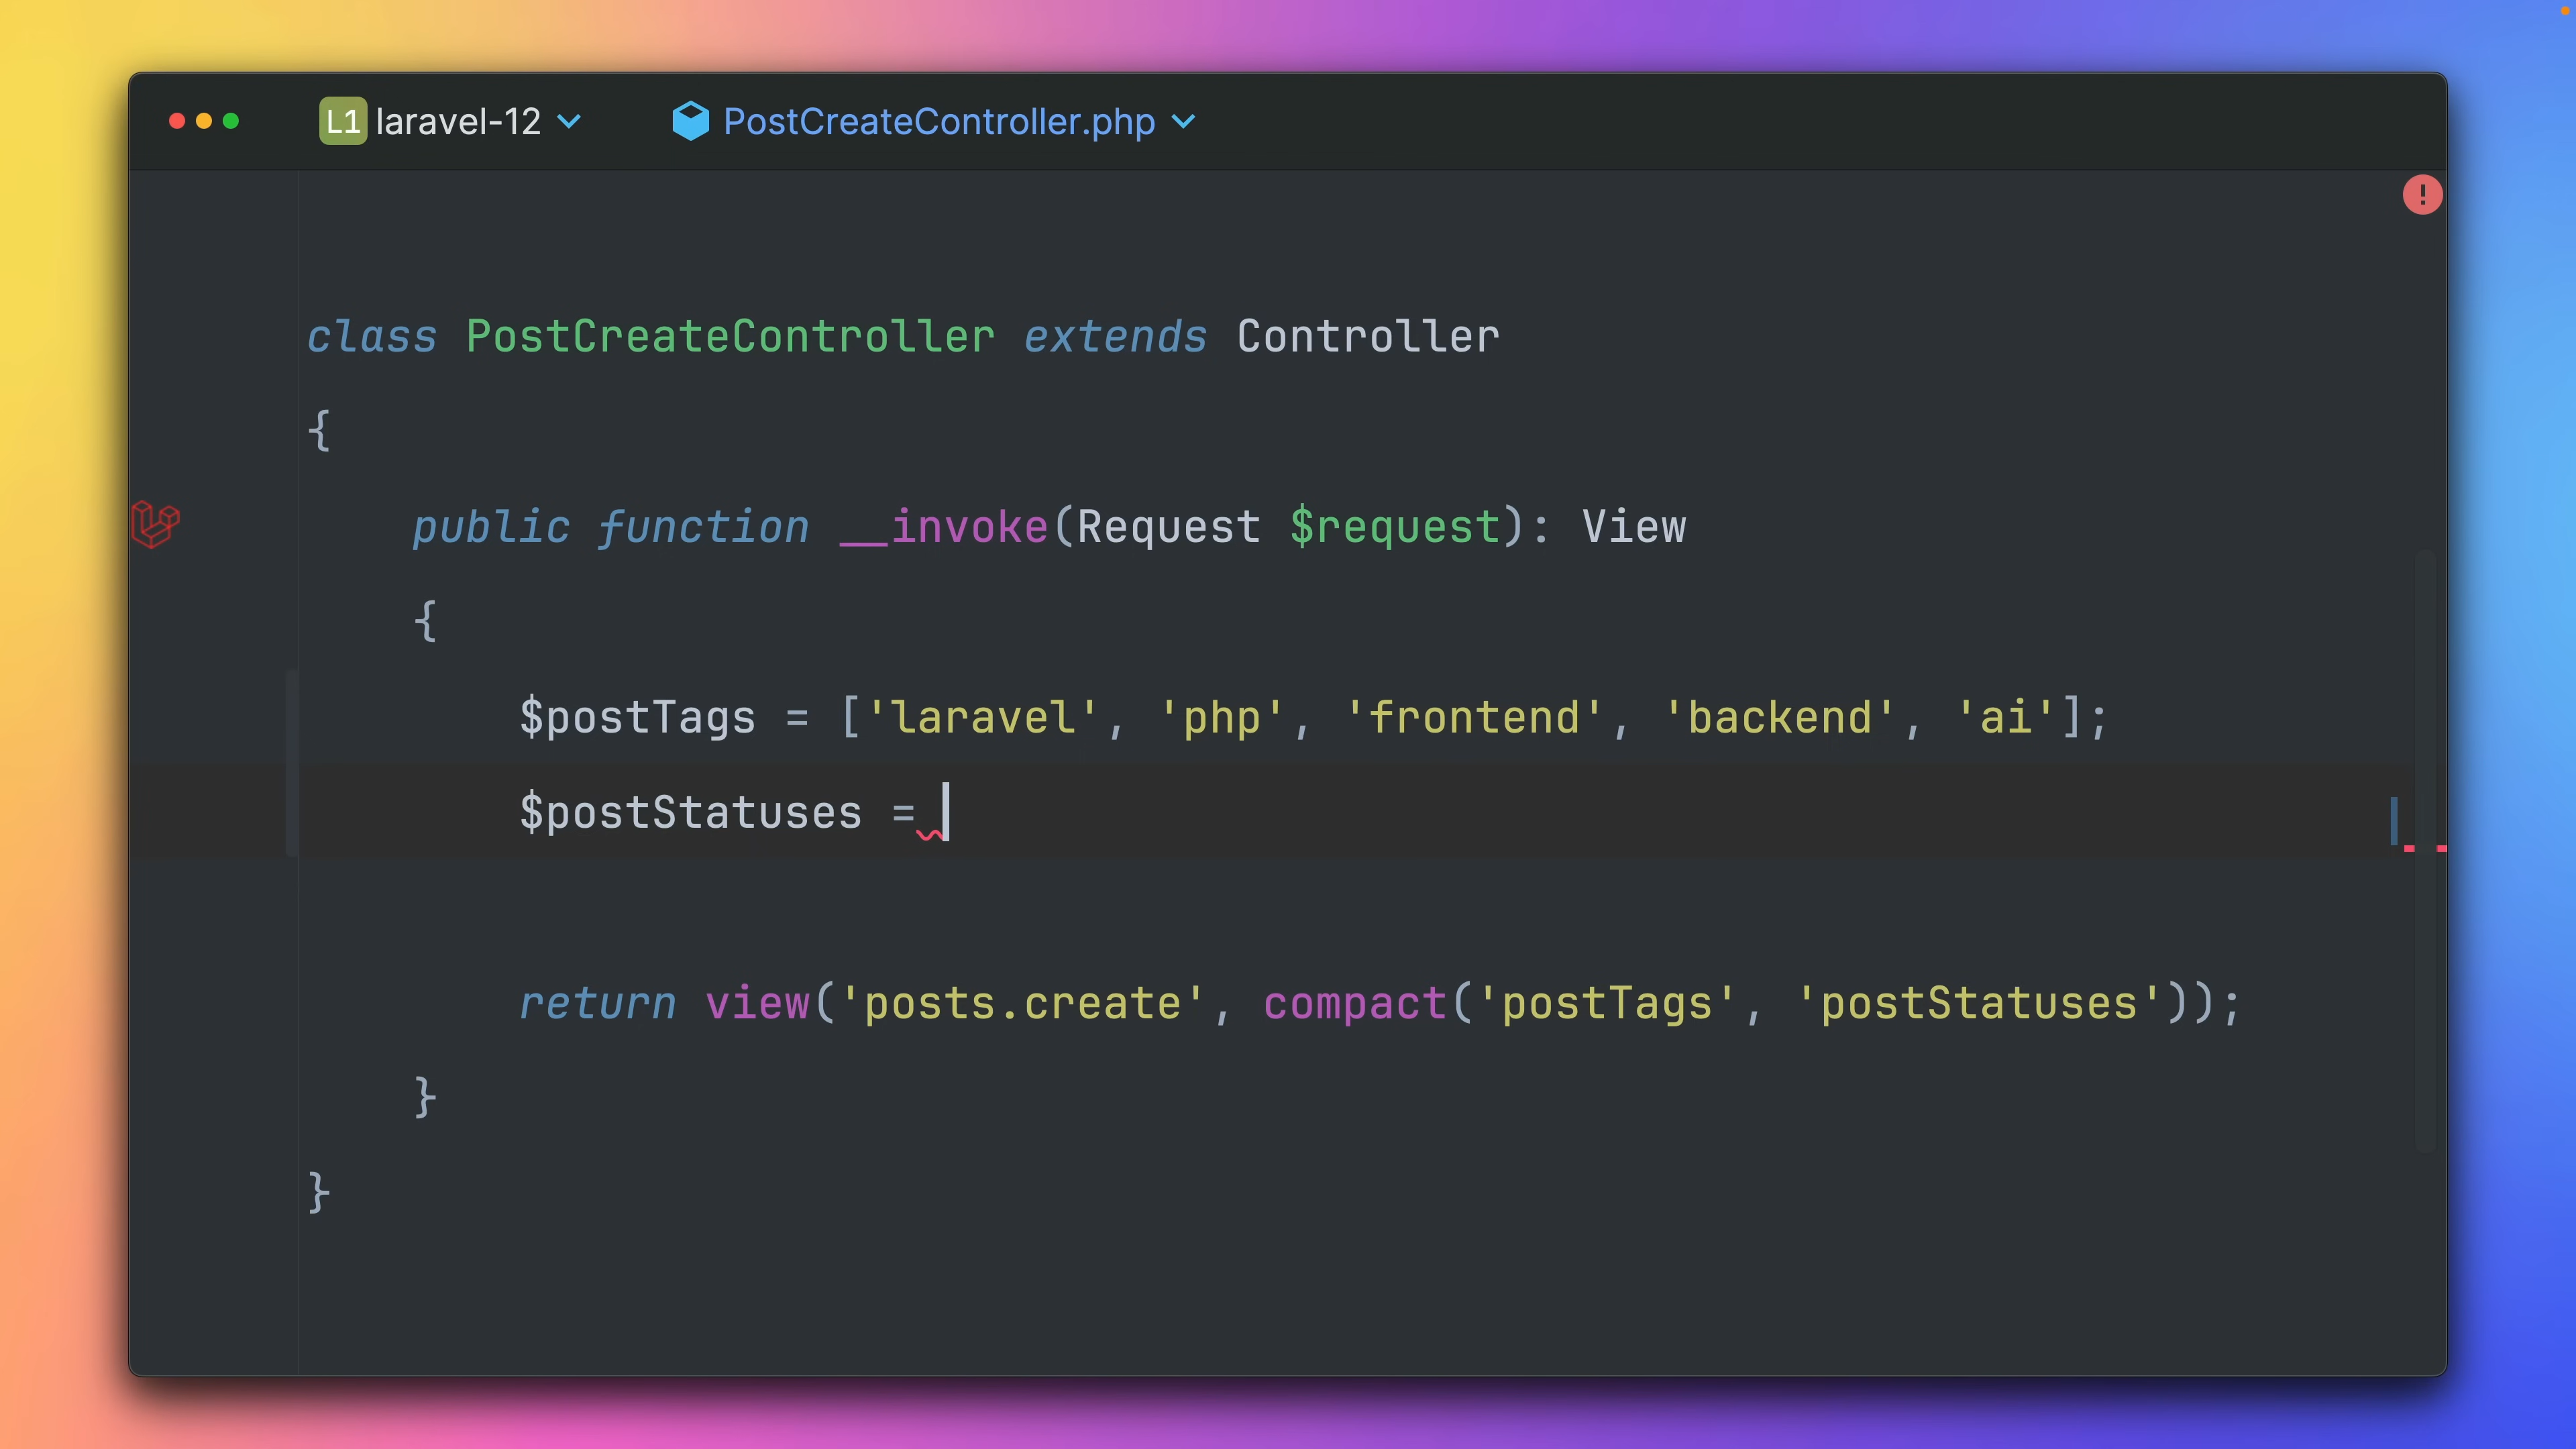 L1 laravel-12 PostCreateController.php
class PostCreateController extends Controller
{
public function __invoke(Request $request): View
{
$postTags = ['laravel', 'php', 'frontend', 'backend', 'ai'];
$postStatuses =
return view('posts.create', compact('postTags', 'postStatuses'));
}
}